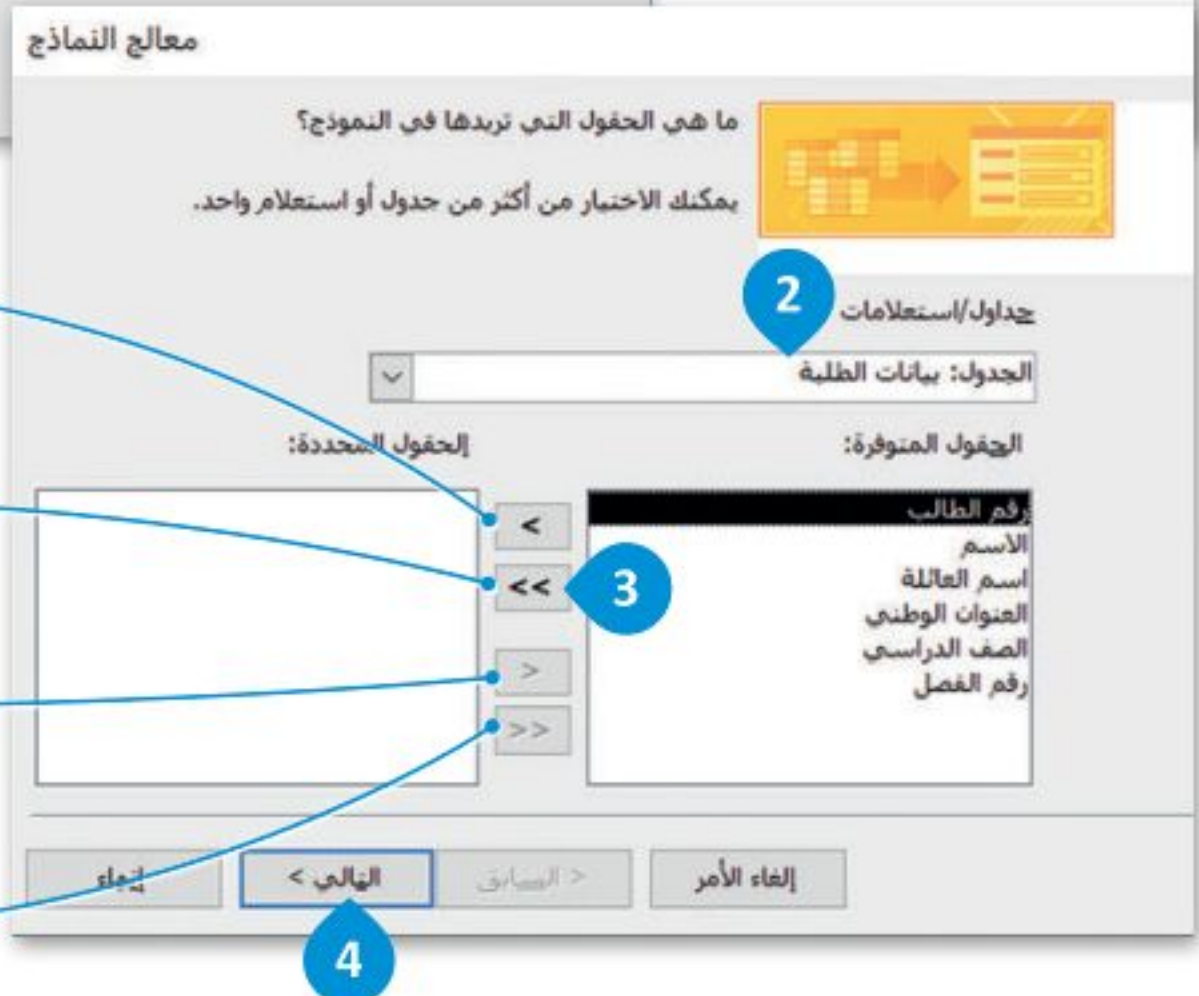 معالج النماذج
ما هي الحقول التي تريدها في النموذج؟
يمكنك الاختيار من أكثر من جدول أو استعلام واحد.
2
جداول/استعلامات
الجدول: بيانات الطلبة
الحقول المتوفرة:
الحقول المحددة:
رقم الطالب
الاسم
اسم العائلة
العنوان الوطني
الصف الدراسي
رقم الفصل
<
<<
3
>
>>
إلغاء الأمر
< السابق
التالي >
إنهاء
4